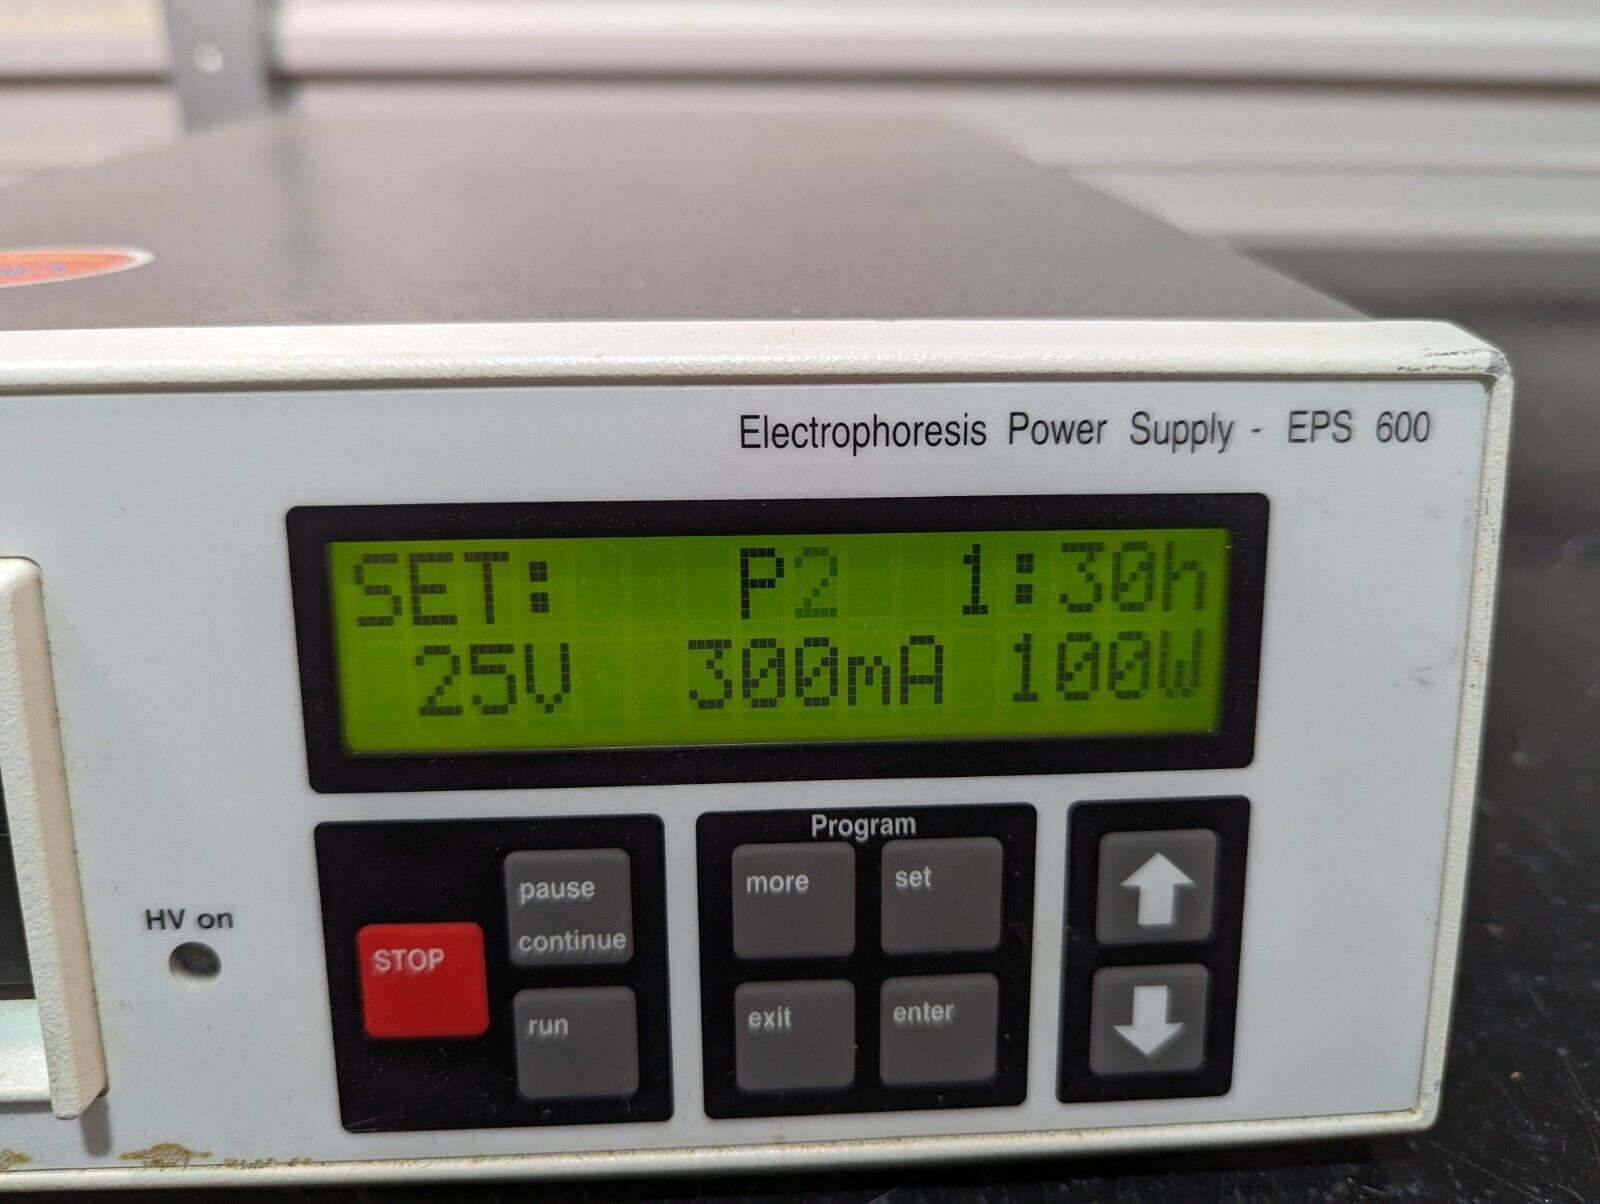 Electrophoresis Power Supply - EPS 600
SET: P2 1:30h
25V 300mA 100W
HV on
STOP
pause
continue
run
Program
more
set
exit
enter